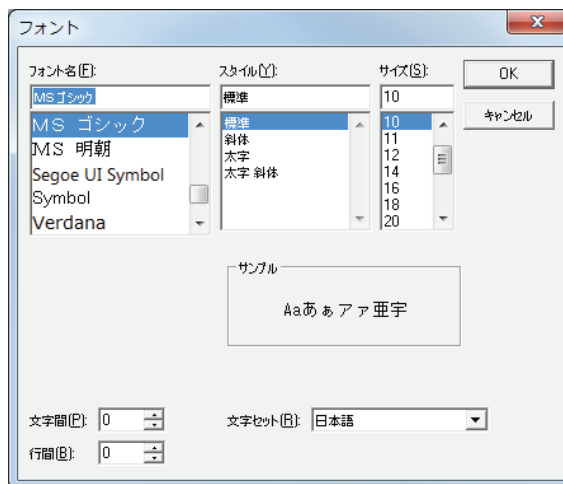 フォント
フォント名(F):
スタイル(Y):
サイズ(S):
MS ゴシック
標準
10
OK
キャンセル
MS ゴシック
MS 明朝
Segoe UI Symbol
Symbol
Verdana
標準
斜体
太字
太字 斜体
10
11
12
14
16
18
20
サンプル
Aaあぁアァ亜宇
文字間(P): 0
文字セット(R): 日本語
行間(B): 0